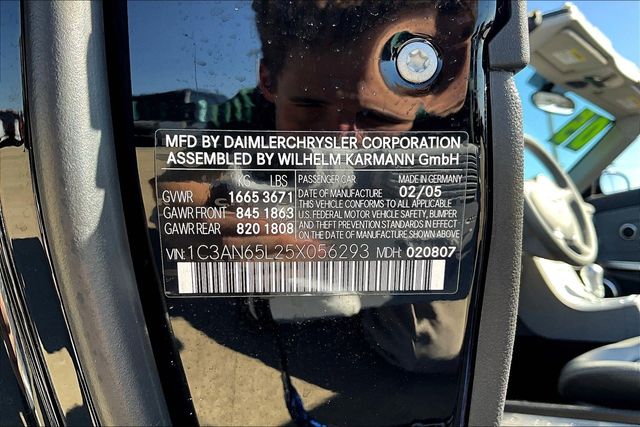 MFD BY DAIMLERCHRYSLER CORPORATION
ASSEMBLED BY WILHELM KARMANN GmbH
KG LBS PASSENGER CAR MADE IN GERMANY
GVWR 1665 3671 DATE OF MANUFACTURE 02/05
GAWR FRONT 845 1863 THIS VEHICLE CONFORMS TO ALL APPLICABLE
U.S. FEDERAL MOTOR VEHICLE SAFETY, BUMPER
GAWR REAR 820 1808 AND THEFT PREVENTION STANDARDS IN EFFECT
ON THE DATE OF MANUFACTURE SHOWN ABOVE.
VIN: 1C3AN65L25X056293 MDH: 020807